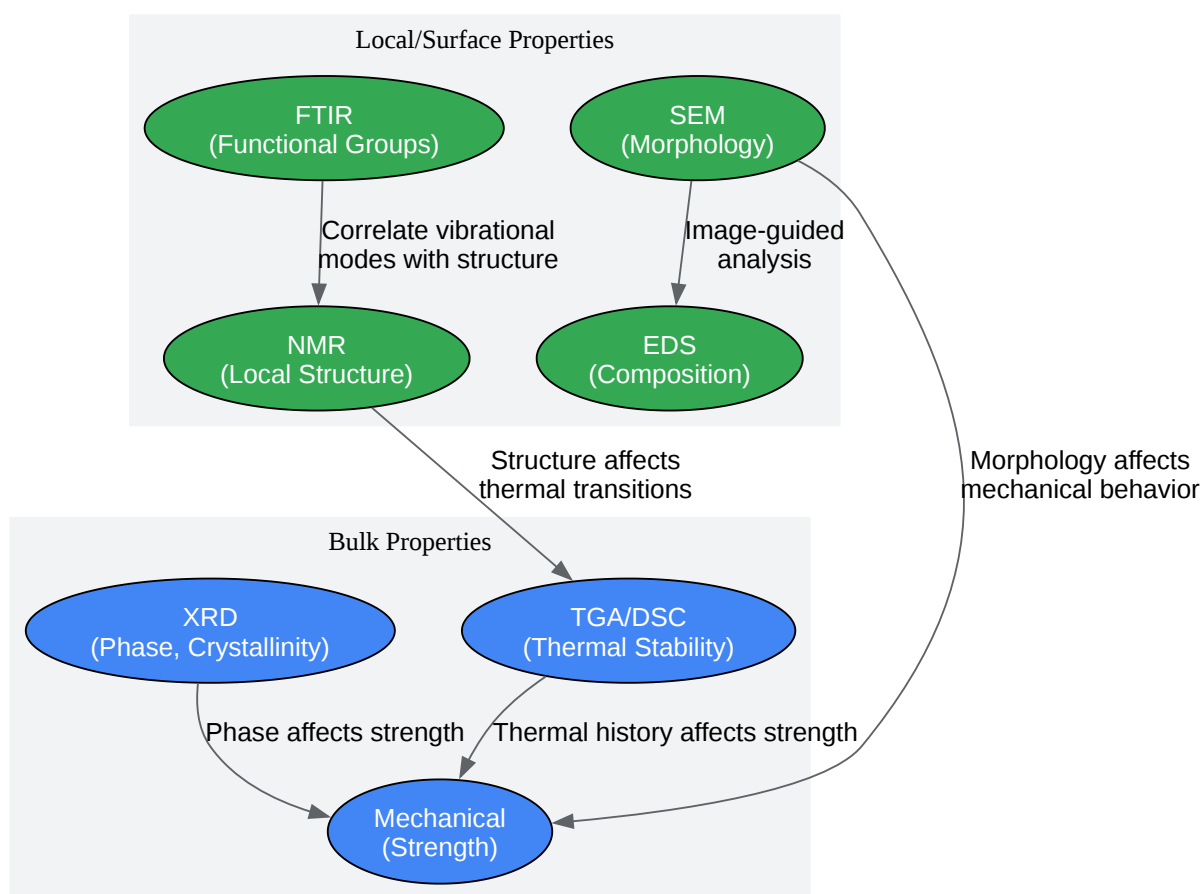 Local/Surface Properties
FTIR
(Functional Groups)
SEM
(Morphology)
Correlate vibrational
modes with structure
Image-guided
analysis
NMR
(Local Structure)
EDS
(Composition)
Structure affects
thermal transitions
Morphology affects
mechanical behavior
Bulk Properties
XRD
(Phase, Crystallinity)
TGA/DSC
(Thermal Stability)
Phase affects strength
Thermal history affects strength
Mechanical
(Strength)